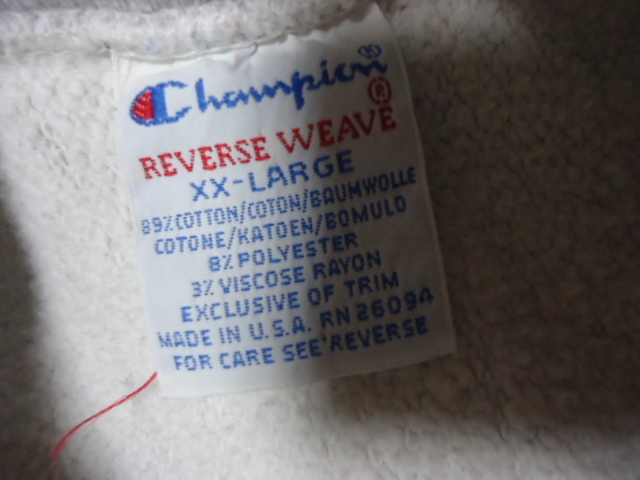 Champion®
REVERSE WEAVE®
XX-LARGE
89% COTTON/COTON/BAUMWOLLE
COTONE/KATOEN/BOMULD
8% POLYESTER
3% VISCOSE RAYON
EXCLUSIVE OF TRIM
MADE IN U.S.A. RN 26094
FOR CARE SEE REVERSE